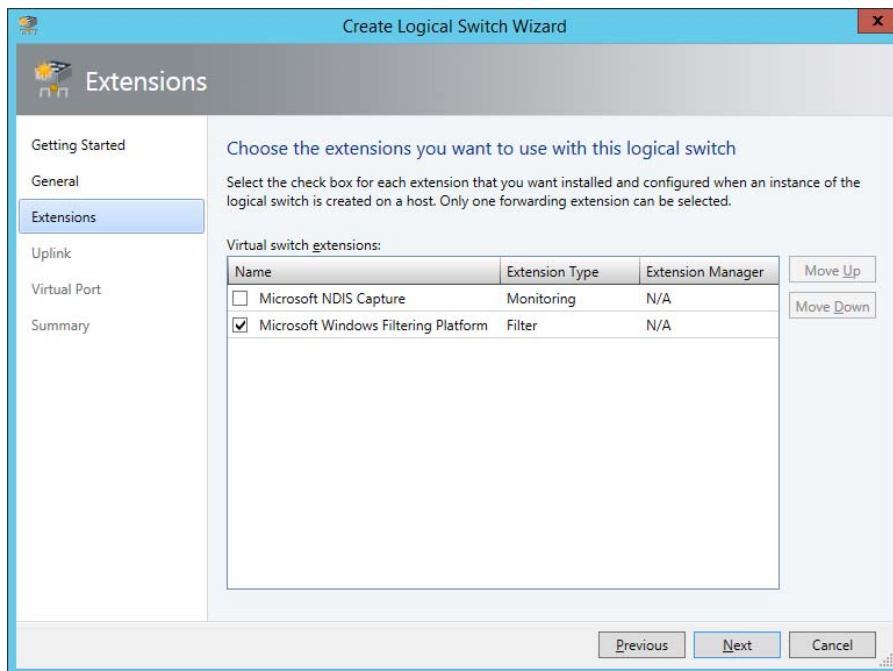 Create Logical Switch Wizard
x
Extensions
Getting Started
General
Extensions
Uplink
Virtual Port
Summary
Choose the extensions you want to use with this logical switch
Select the check box for each extension that you want installed and configured when an instance of the
logical switch is created on a host. Only one forwarding extension can be selected.
Virtual switch extensions:
Name Extension Type Extension Manager
Microsoft NDIS Capture Monitoring N/A
Microsoft Windows Filtering Platform Filter N/A
Move Up
Move Down
Previous Next Cancel